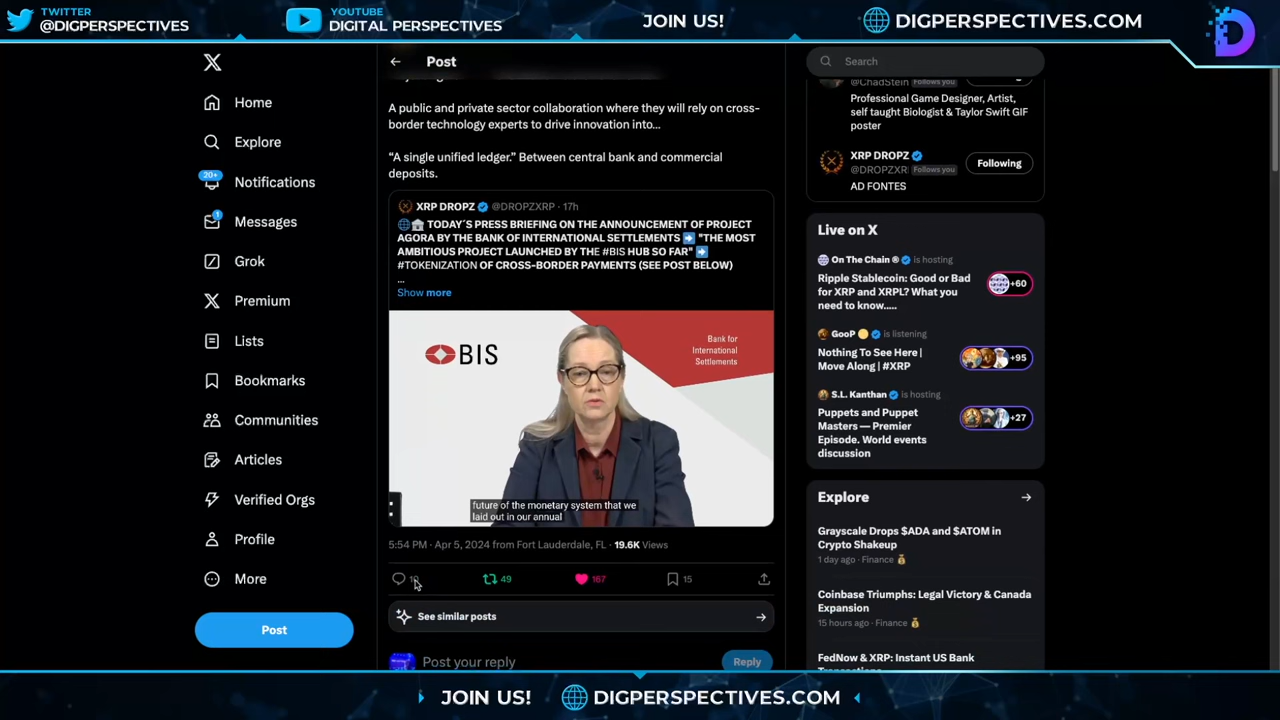 TWITTER
@DIGPERSPECTIVES
YOUTUBE
DIGITAL PERSPECTIVES
JOIN US!
DIGPERSPECTIVES.COM
Home
Explore
20+
Notifications
1
Messages
Grok
Premium
Lists
Bookmarks
Communities
Articles
Verified Orgs
Profile
More
Post
Post
A public and private sector collaboration where they will rely on cross-
border technology experts to drive innovation into…
“A single unified ledger.” Between central bank and commercial
deposits.
XRP DROPZ @DROPZXRP · 17h
TODAY´S PRESS BRIEFING ON THE ANNOUNCEMENT OF PROJECT
AGORA BY THE BANK OF INTERNATIONAL SETTLEMENTS ➡ "THE MOST
AMBITIOUS PROJECT LAUNCHED BY THE #BIS HUB SO FAR" ➡
#TOKENIZATION OF CROSS-BORDER PAYMENTS (SEE POST BELOW)
...
Show more
BIS
Bank for
International
Settlements
future of the monetary system that we
laid out in our annual
5:54 PM · Apr 5, 2024 from Fort Lauderdale, FL · 19.6K Views
49
167
15
See similar posts
Post your reply
Reply
Search
@ChadStein Follows you
Professional Game Designer, Artist,
self taught Biologist & Taylor Swift GIF
poster
XRP DROPZ
@DROPZXR Follows you
Following
AD FONTES
Live on X
On The Chain ® is hosting
Ripple Stablecoin: Good or Bad
for XRP and XRPL? What you
need to know.....
+60
GooP is listening
Nothing To See Here |
Move Along | #XRP
+95
S.L. Kanthan is hosting
Puppets and Puppet
Masters — Premier
Episode. World events
discussion
+27
Explore
Grayscale Drops $ADA and $ATOM in
Crypto Shakeup
1 day ago · Finance
Coinbase Triumphs: Legal Victory & Canada
Expansion
15 hours ago · Finance
FedNow & XRP: Instant US Bank
JOIN US!
DIGPERSPECTIVES.COM